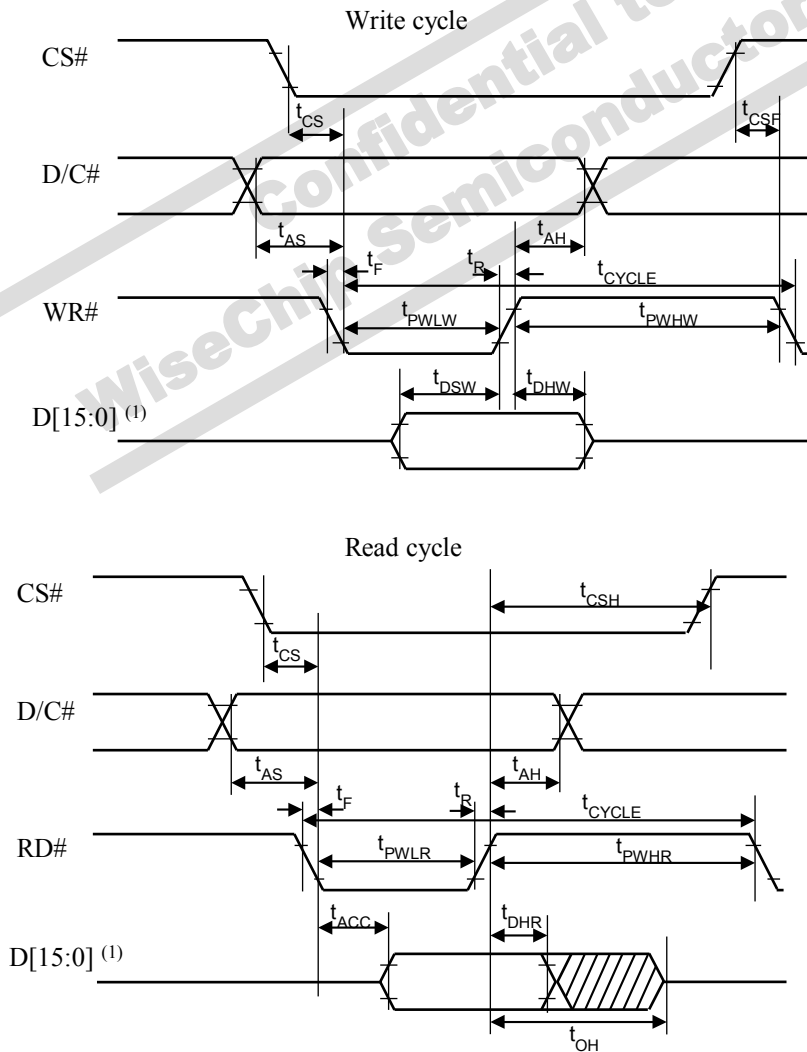 Write cycle
CS#
tCS
tCSF
D/C#
tAS
tAH
tF
tR
tCYCLE
WR#
tPWLW
tPWHW
tDSW
tDHW
D[15:0] (1)
Confidential to
WiseChip Semiconductor
Read cycle
CS#
tCSH
tCS
D/C#
tAS
tAH
tF
tR
tCYCLE
RD#
tPWLR
tPWHR
tACC
tDHR
D[15:0] (1)
tOH